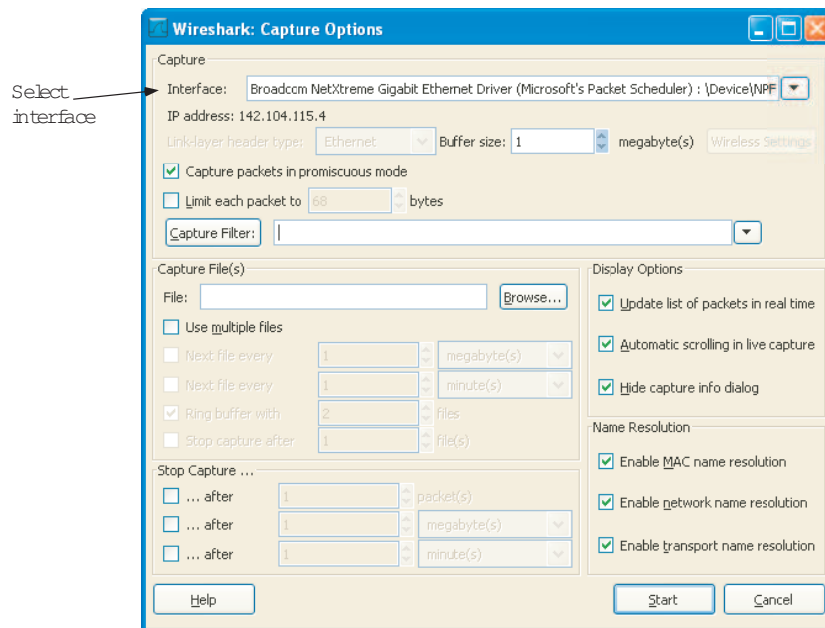 Wireshark: Capture Options
Capture
Select interface
Interface: Broadccm NetXtreme Gigabit Ethernet Driver (Microsoft's Packet Scheduler) : \Device\NPF
IP address: 142.104.115.4
Link-layer header type: Ethernet Buffer size: 1 megabyte(s) Wireless Settings
Capture packets in promiscuous mode
Limit each packet to 68 bytes
Capture Filter:
Capture File(s)
File: Browse...
Use multiple files
Next file every 1 megabyte(s)
Next file every 1 minute(s)
Ring buffer with 2 files
Stop capture after 1 file(s)
Stop Capture ...
... after 1 packet(s)
... after 1 megabyte(s)
... after 1 minute(s)
Display Options
Update list of packets in real time
Automatic scrolling in live capture
Hide capture info dialog
Name Resolution
Enable MAC name resolution
Enable network name resolution
Enable transport name resolution
Help Start Cancel